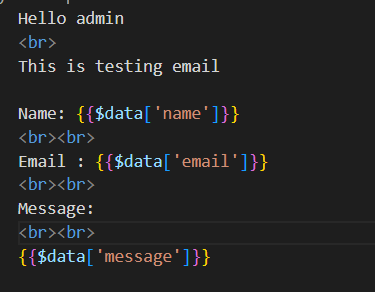 Hello admin
<br>
This is testing email
Name: {{$data['name']}}
<br><br>
Email : {{$data['email']}}
<br><br>
Message:
<br><br>
{{$data['message']}}